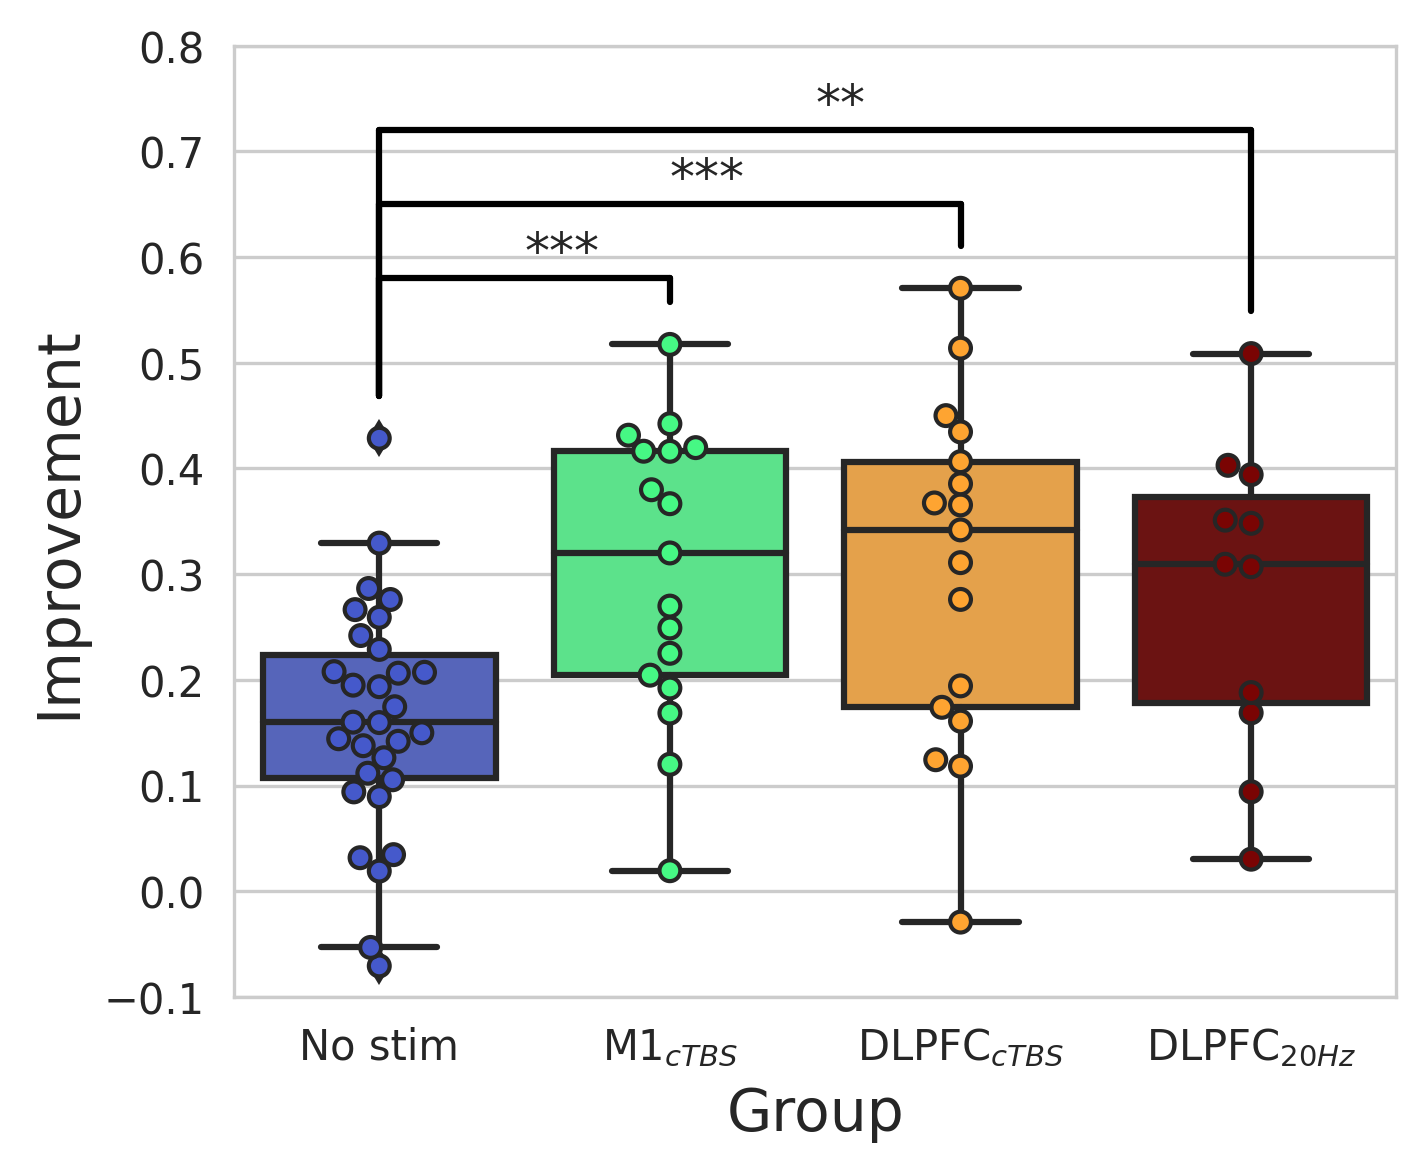 0.8
0.7
0.6
0.5
0.4
0.3
0.2
0.1
0.0
−0.1
Improvement
**
***
***
No stim
M1cTBS
DLPFCcTBS
DLPFC20Hz
Group